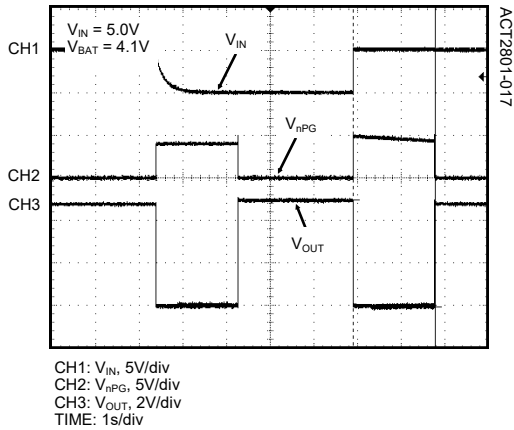 V_IN = 5.0V
V_BAT = 4.1V
CH1
V_IN
V_nPG
CH2
CH3
V_OUT
ACT2801-017
CH1: V_IN, 5V/div
CH2: V_nPG, 5V/div
CH3: V_OUT, 2V/div
TIME: 1s/div